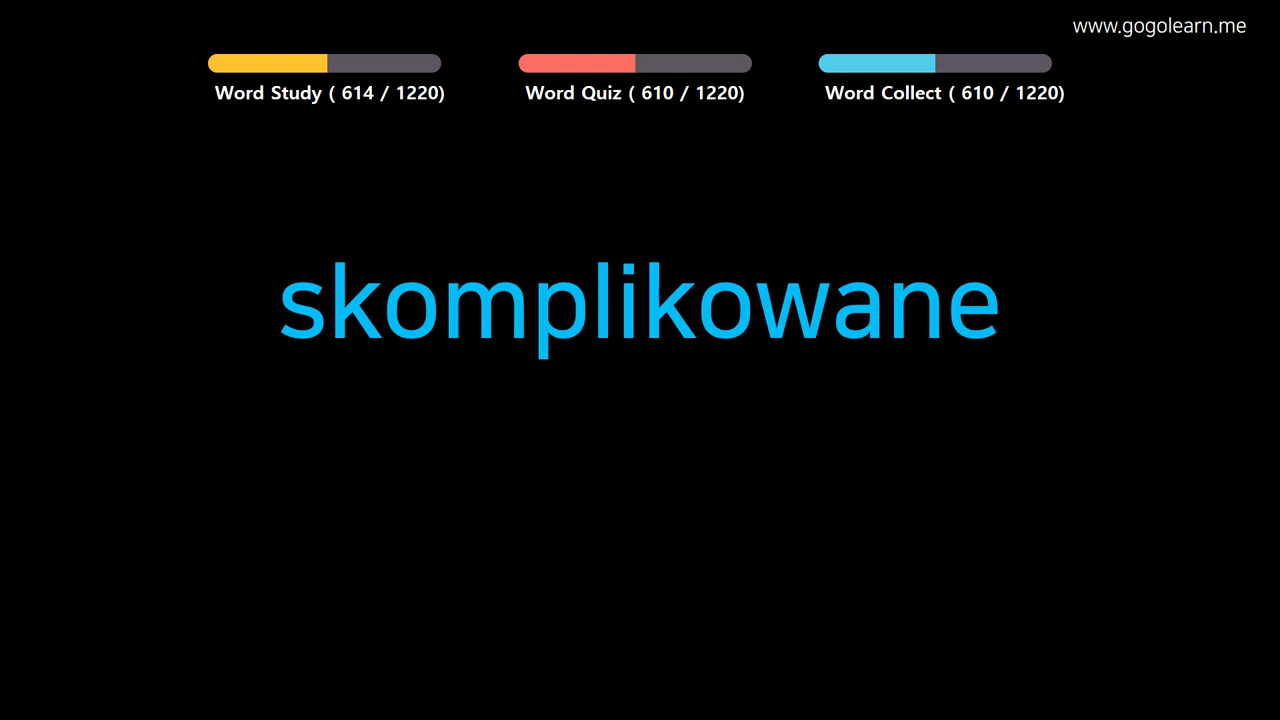 www.gogolearn.me
Word Study ( 614 / 1220)
Word Quiz ( 610 / 1220)
Word Collect ( 610 / 1220)
skomplikowane